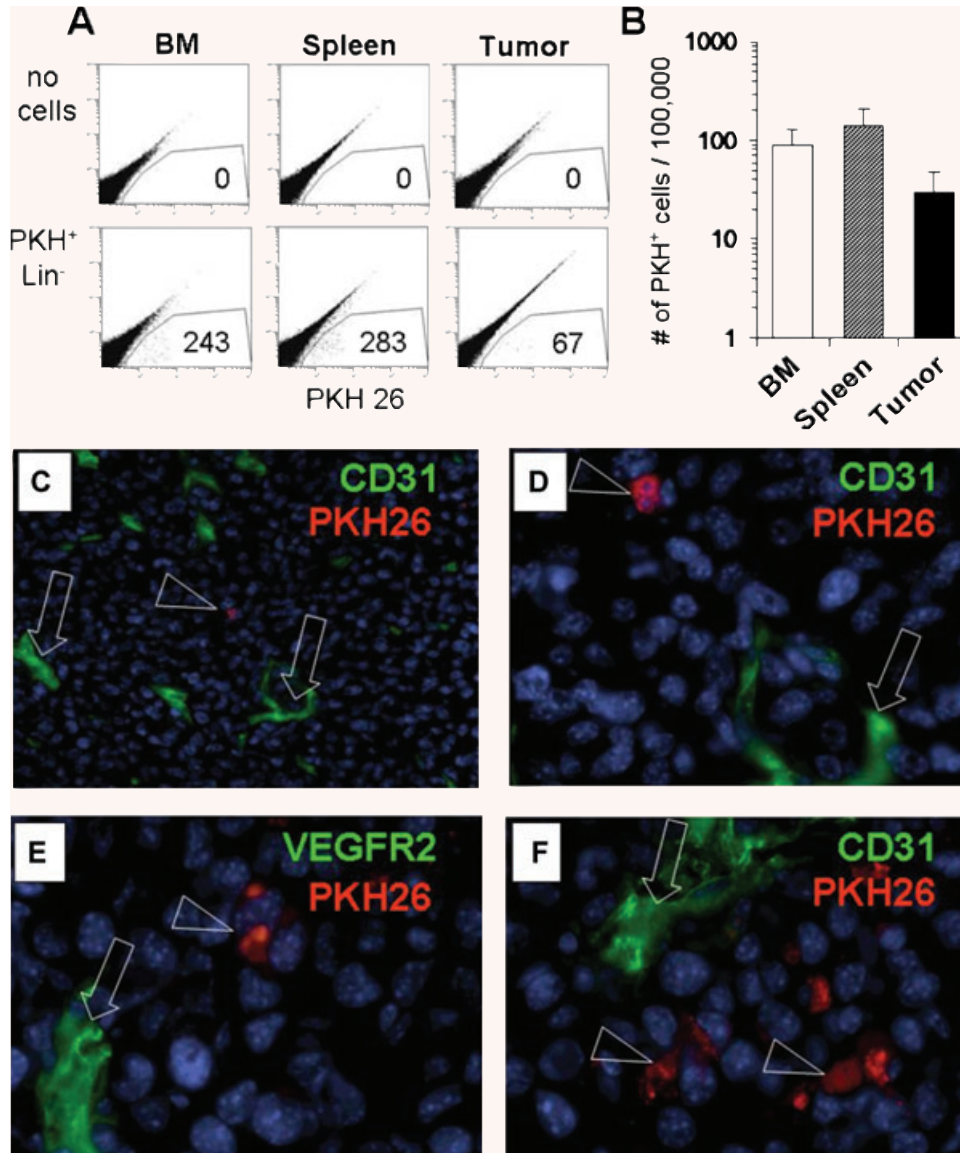 A
BM Spleen Tumor
no
cells
0 0 0
PKH⁺
Lin⁻
243 283 67
PKH 26
B
# of PKH⁺ cells / 100,000
1000
100
10
1
BM Spleen Tumor
C
CD31
PKH26
D
CD31
PKH26
E
VEGFR2
PKH26
F
CD31
PKH26